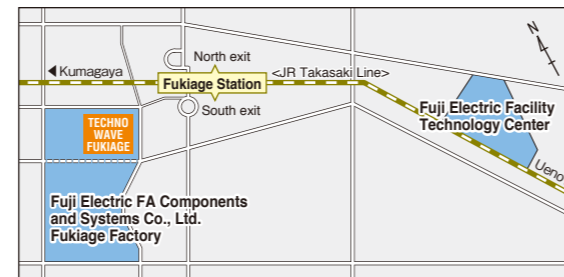 N
North exit
◀Kumagaya
Fukiage Station
<JR Takasaki Line>
South exit
Fuji Electric Facility
Technology Center
TECHNO
WAVE
FUKIAGE
Ueno
Fuji Electric FA Components
and Systems Co., Ltd.
Fukiage Factory